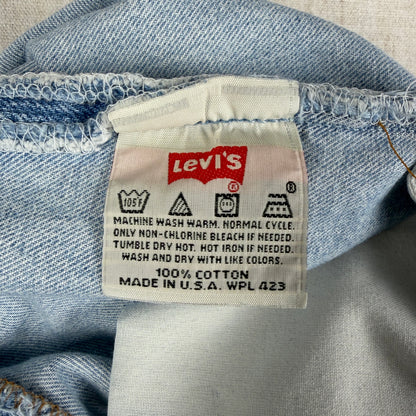 LEVI'S
®
105F
®
MACHINE WASH WARM. NORMAL CYCLE.
ONLY NON-CHLORINE BLEACH IF NEEDED.
TUMBLE DRY HOT. HOT IRON IF NEEDED.
WASH AND DRY WITH LIKE COLORS.
100% COTTON
MADE IN U.S.A. WPL 423